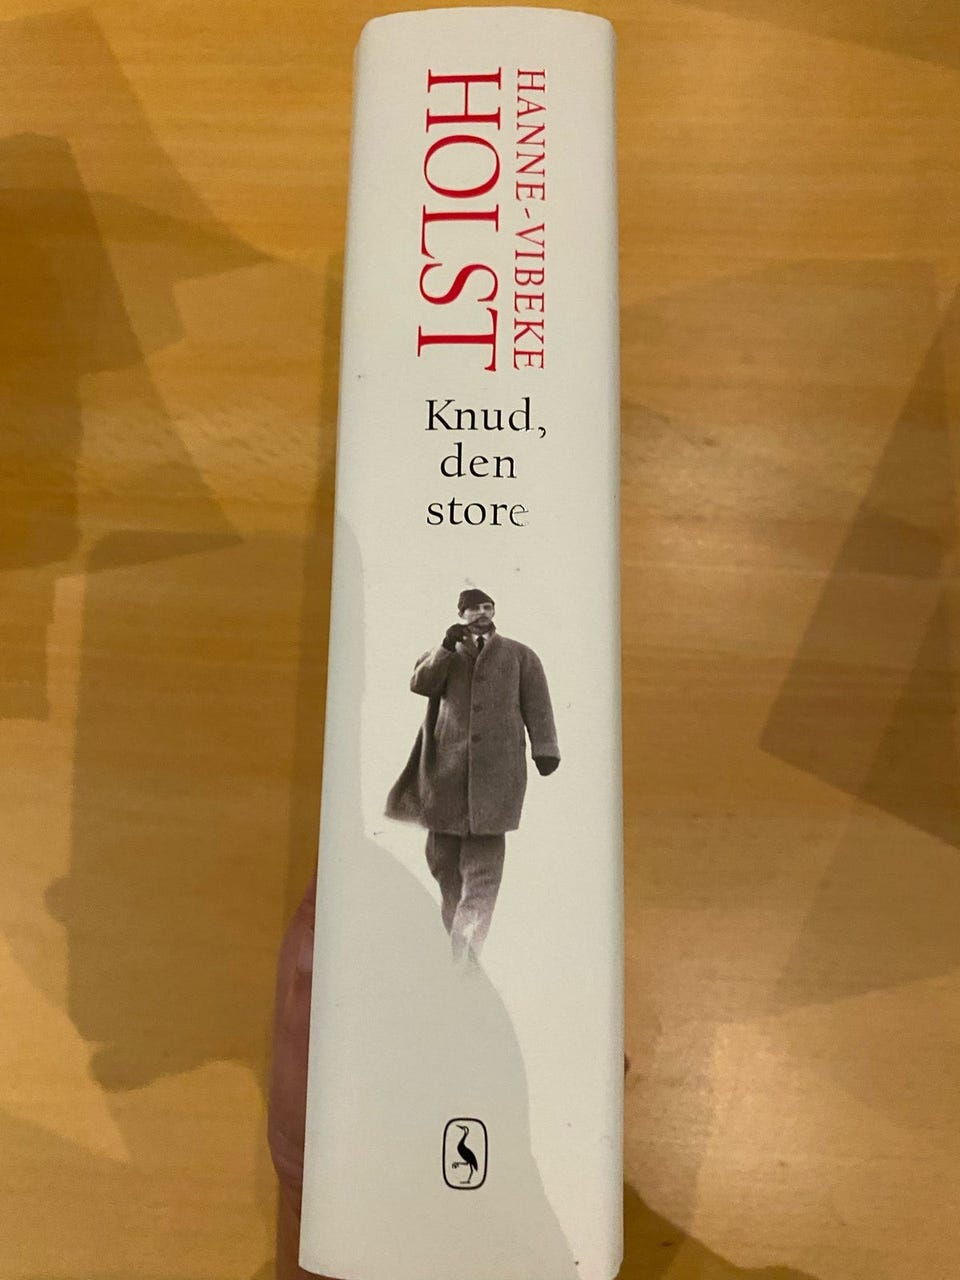 HANNE-VIBEKE
HOLST
Knud,
den
store